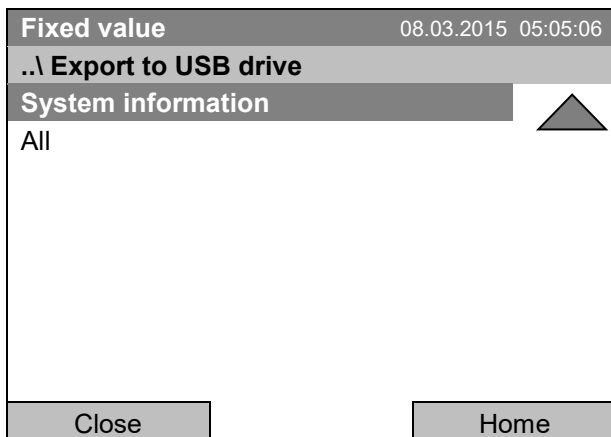 Fixed value 08.03.2015 05:05:06
..\ Export to USB drive
System information
All
Close Home